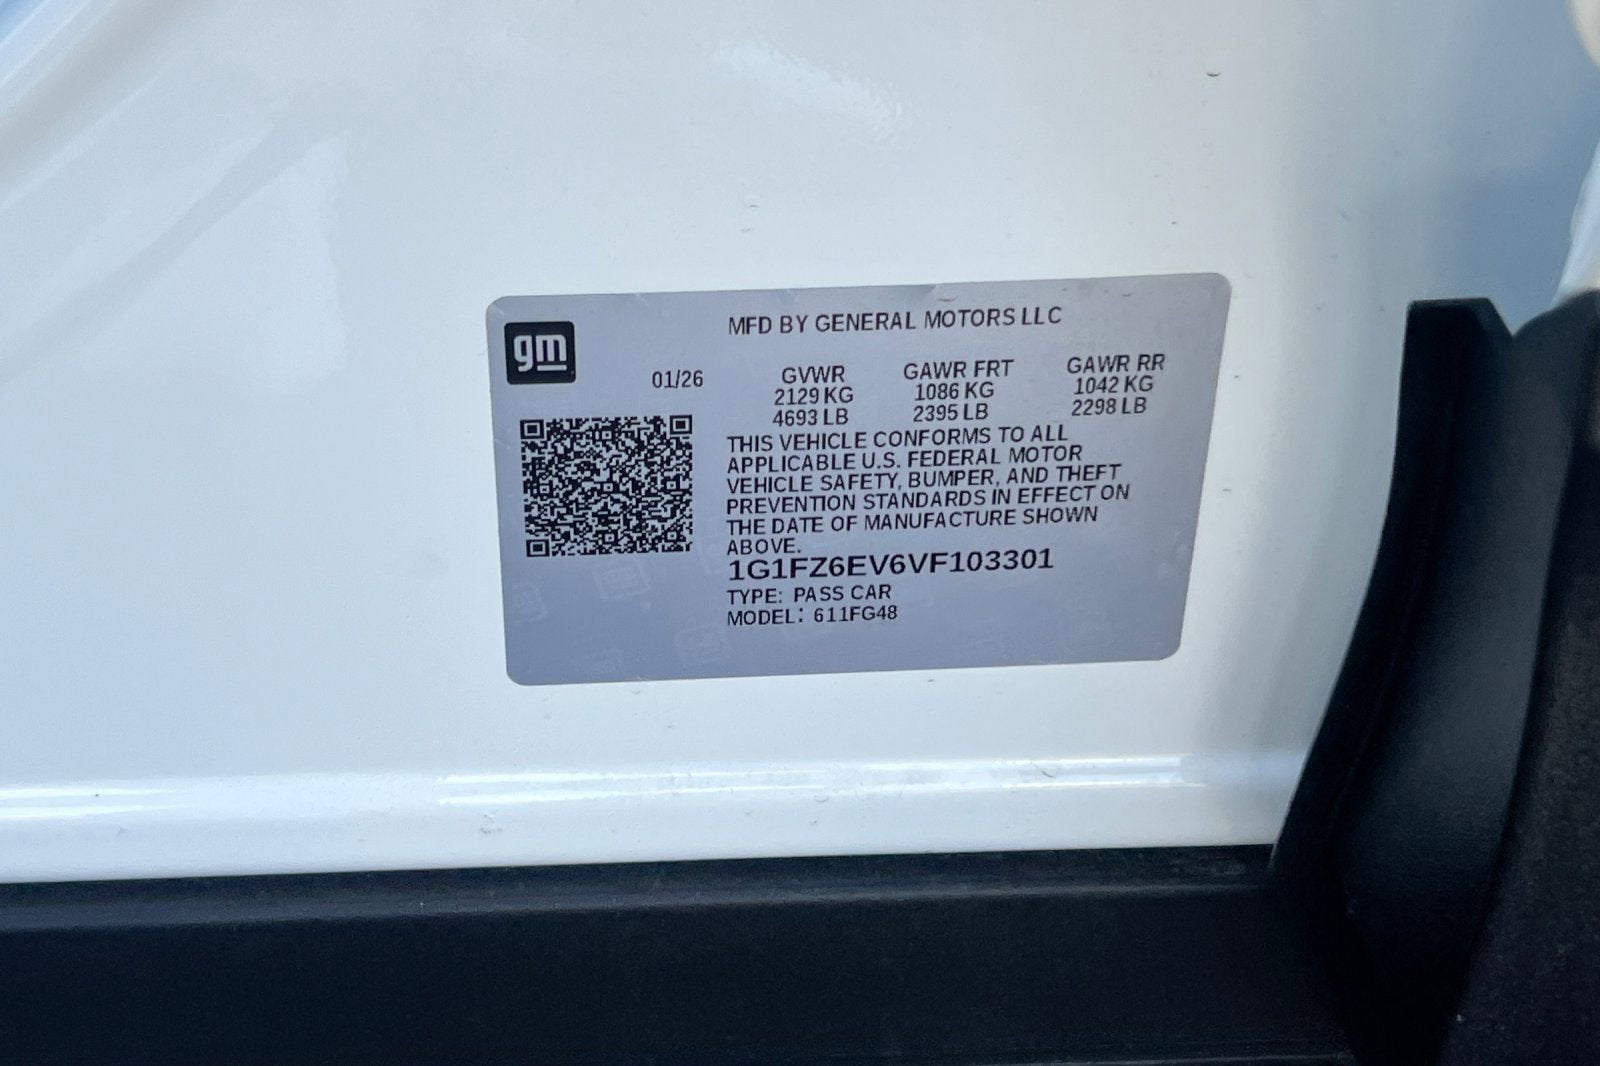 gm
MFD BY GENERAL MOTORS LLC
01/26 GVWR GAWR FRT GAWR RR
2129 KG 1086 KG 1042 KG
4693 LB 2395 LB 2298 LB
THIS VEHICLE CONFORMS TO ALL
APPLICABLE U.S. FEDERAL MOTOR
VEHICLE SAFETY, BUMPER, AND THEFT
PREVENTION STANDARDS IN EFFECT ON
THE DATE OF MANUFACTURE SHOWN
ABOVE.
1G1FZ6EV6VF103301
TYPE: PASS CAR
MODEL: 611FG48